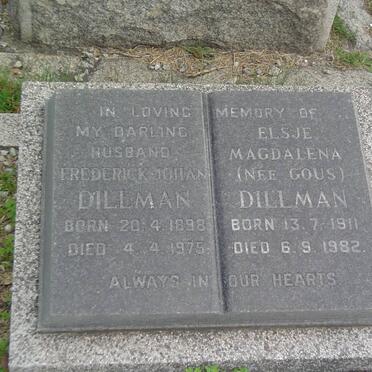 IN LOVING MEMORY OF
MY DARLING
HUSBAND
FREDERICK JOHAN
DILLMAN
BORN 20.4.1898
DIED 4.4.1975
ELSJE
MAGDALENA
(NEE GOUS)
DILLMAN
BORN 13.7.1911
DIED 6.9.1982
ALWAYS IN OUR HEARTS